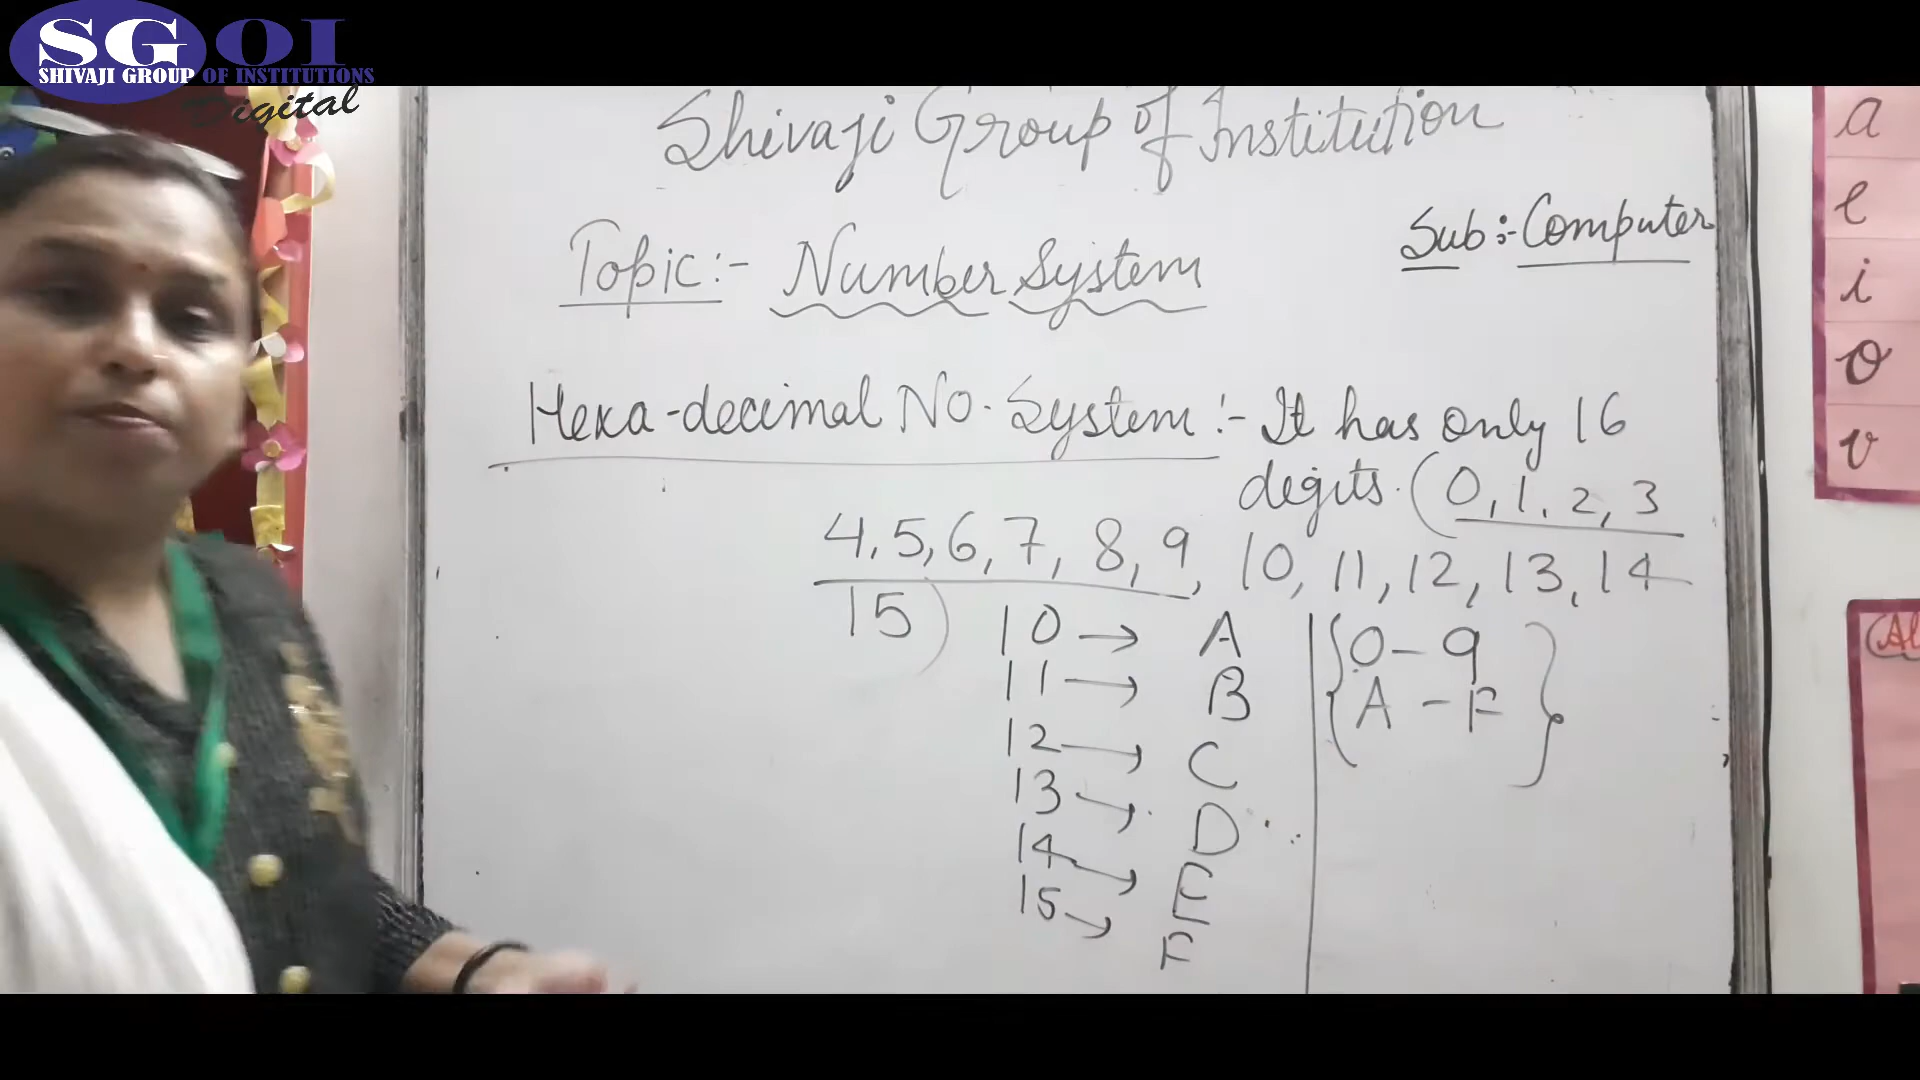 SGOI
SHIVAJI GROUP OF INSTITUTIONS
Digital
Shivaji Group of Institution
Sub:- Computer
Topic:- Number System
Hexa-decimal No. System:- It has only 16
digits. (0, 1, 2, 3
4, 5, 6, 7, 8, 9, 10, 11, 12, 13, 14
15)
10 → A
11 → B
12 → C
13 → D
14 → E
15 → F
{0 - 9
A - F}
a
e
i
o
v
(Al